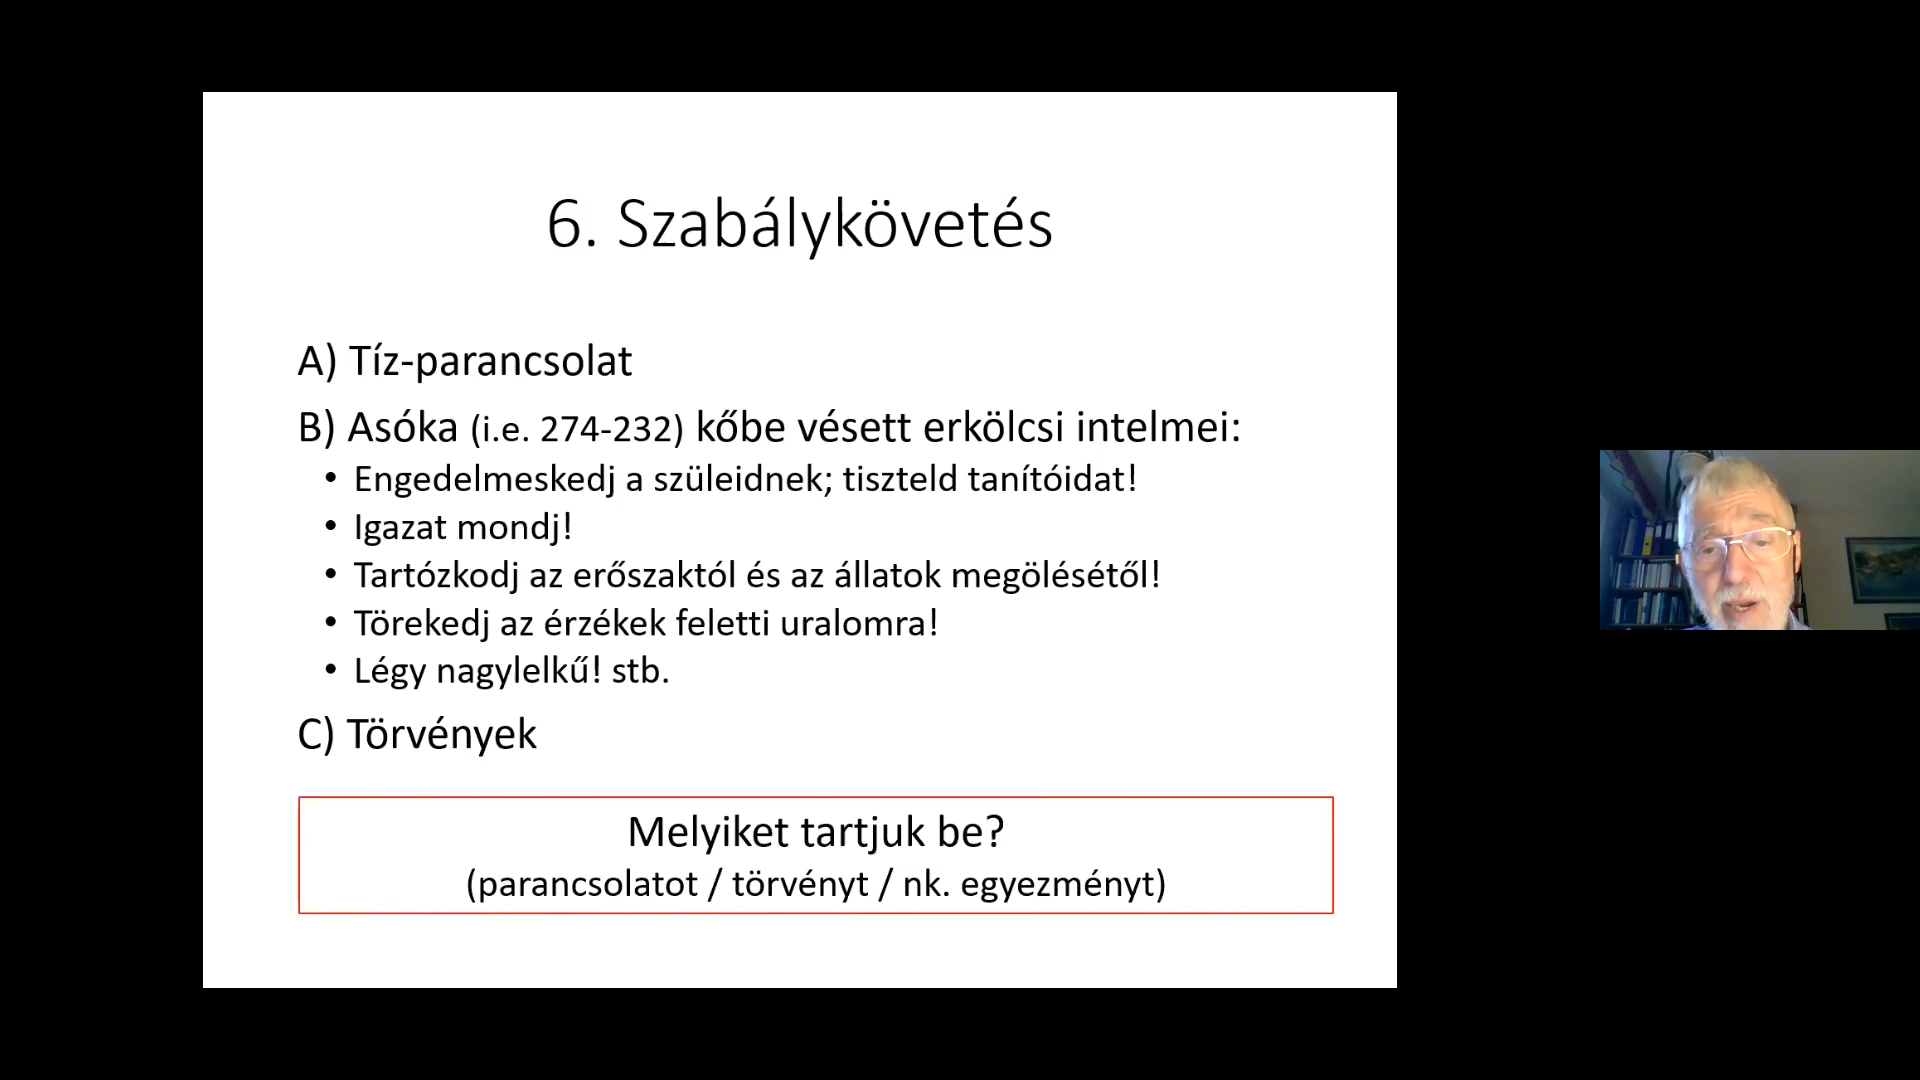 6. Szabálykövetés
A) Tíz-parancsolat
B) Asóka (i.e. 274-232) kőbe vésett erkölcsi intelmei:
• Engedelmeskedj a szüleidnek; tiszteld tanítóidat!
• Igazat mondj!
• Tartózkodj az erőszaktól és az állatok megölésétől!
• Törekedj az érzékek feletti uralomra!
• Légy nagylelkű! stb.
C) Törvények
Melyiket tartjuk be?
(parancsolatot / törvényt / nk. egyezményt)